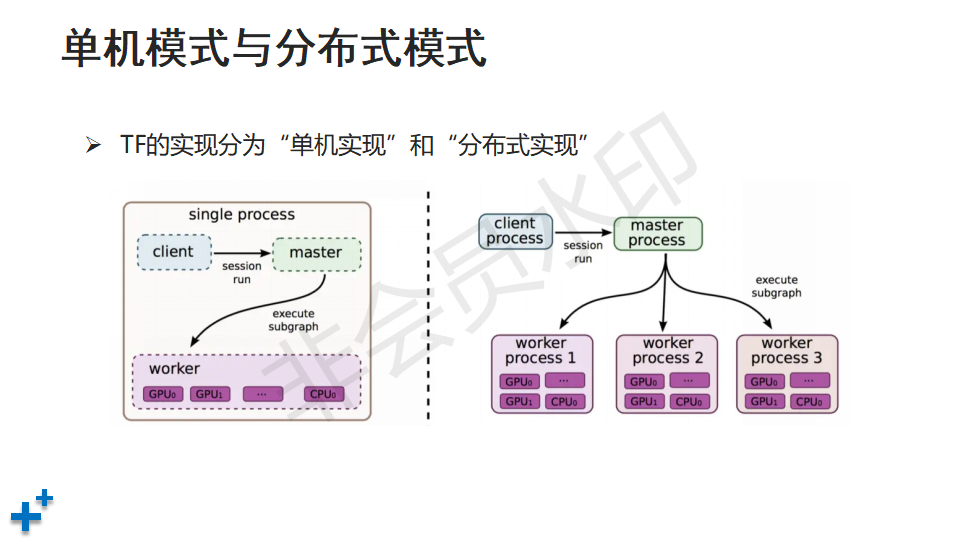 单机模式与分布式模式
TF的实现分为“单机实现”和“分布式实现”
single process
client
session
run
master
execute
subgraph
worker
GPU0
GPU1
...
CPU0
client
process
session
run
master
process
execute
subgraph
worker
process 1
GPU0
...
GPU1
CPU0
worker
process 2
GPU0
...
GPU1
CPU0
worker
process 3
GPU0
...
GPU1
CPU0
非会员水印